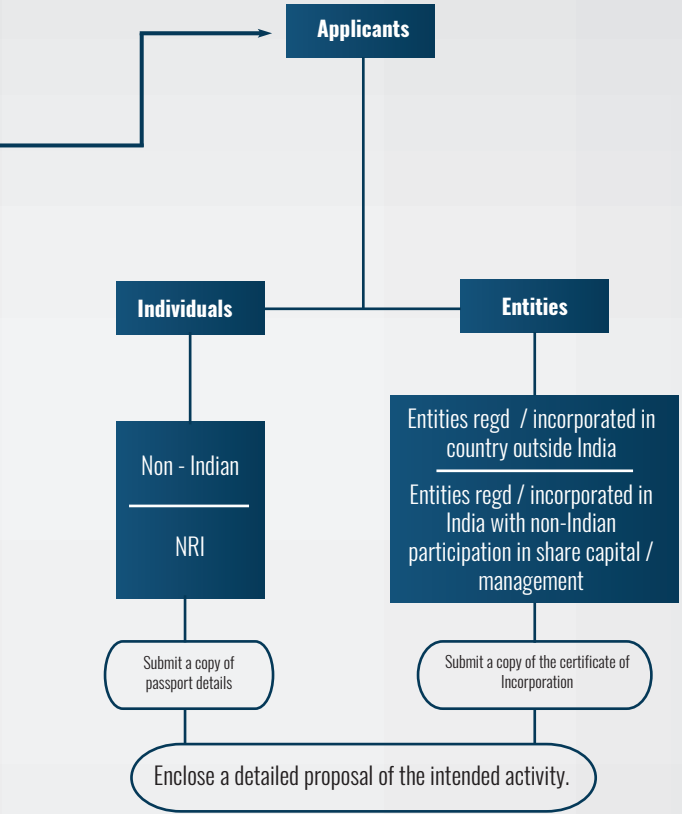 Applicants
Individuals
Entities
Non - Indian
NRI
Entities regd / incorporated in
country outside India
Entities regd / incorporated in
India with non-Indian
participation in share capital /
management
Submit a copy of
passport details
Submit a copy of the certificate of
Incorporation
Enclose a detailed proposal of the intended activity.